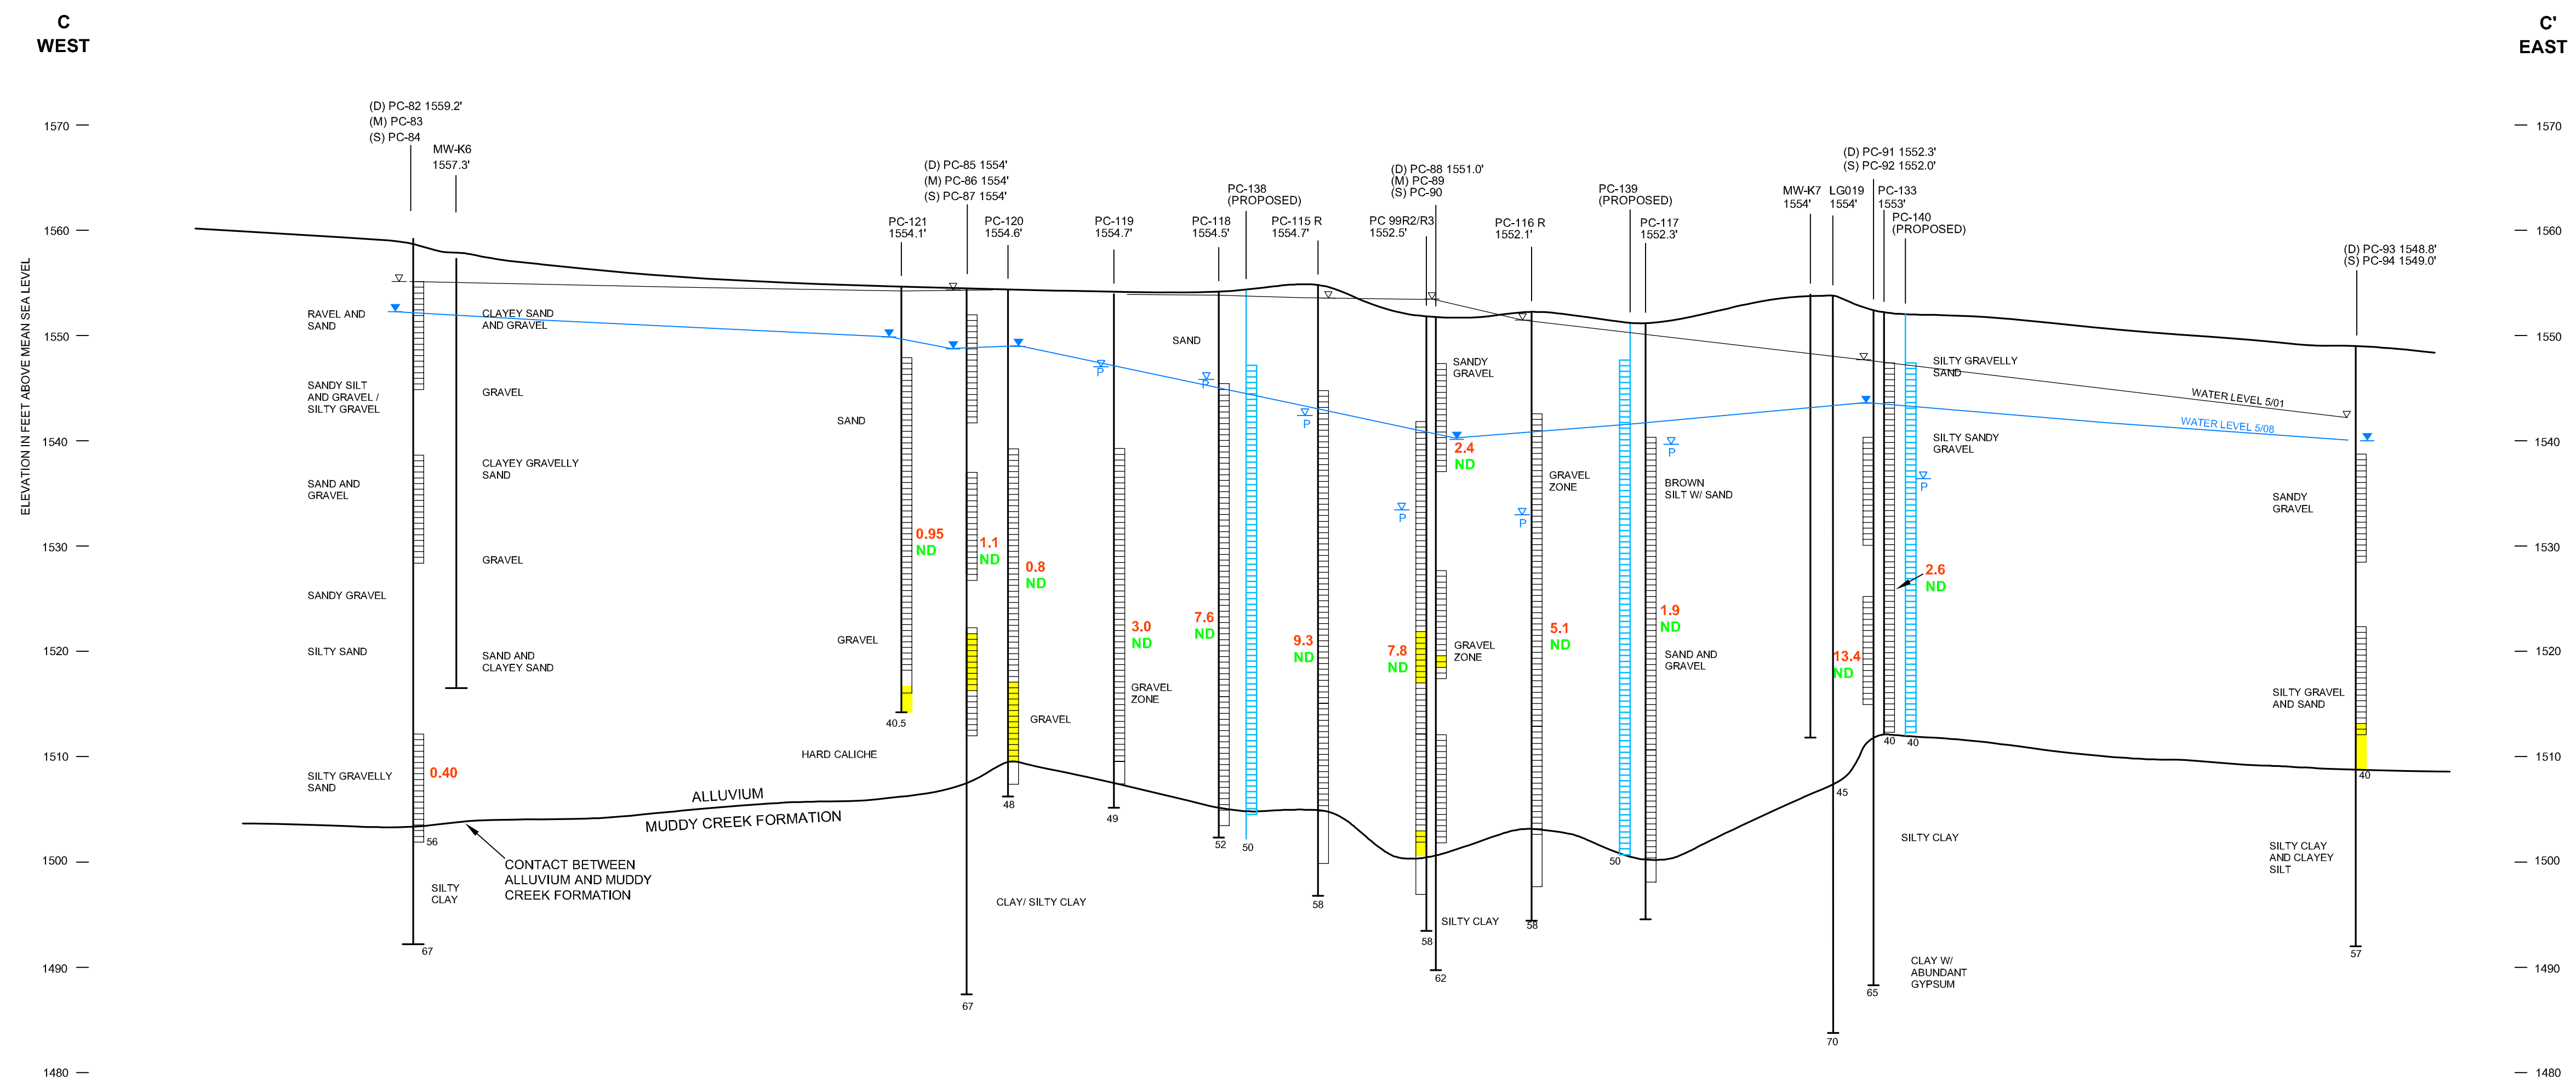 C
WEST
C'
EAST
ELEVATION IN FEET ABOVE MEAN SEA LEVEL
1570
1560
1550
1540
1530
1520
1510
1500
1490
1480
1570
1560
1550
1540
1530
1520
1510
1500
1490
1480
(D) PC-82 1559.2'
(M) PC-83
(S) PC-84
MW-K6
1557.3'
(D) PC-85 1554'
(M) PC-86 1554'
(S) PC-87 1554'
PC-121
1554.1'
PC-120
1554.6'
PC-119
1554.7'
PC-118
1554.5'
PC-138
(PROPOSED)
PC-115 R
1554.7'
(D) PC-88 1551.0'
(M) PC-89
(S) PC-90
PC 99R2/R3
1552.5'
PC-116 R
1552.1'
PC-139
(PROPOSED)
PC-117
1552.3'
(D) PC-91 1552.3'
(S) PC-92 1552.0'
MW-K7
1554'
LG019
1554'
PC-133
1553'
PC-140
(PROPOSED)
(D) PC-93 1548.8'
(S) PC-94 1549.0'
RAVEL AND
SAND
SANDY SILT
AND GRAVEL /
SILTY GRAVEL
SAND AND
GRAVEL
SANDY GRAVEL
SILTY SAND
SILTY GRAVELLY
SAND
0.40
56
SILTY
CLAY
67
CLAYEY SAND
AND GRAVEL
GRAVEL
CLAYEY GRAVELLY
SAND
GRAVEL
SAND AND
CLAYEY SAND
ALLUVIUM
MUDDY CREEK FORMATION
CONTACT BETWEEN
ALLUVIUM AND MUDDY
CREEK FORMATION
SAND
GRAVEL
HARD CALICHE
0.95
ND
40.5
1.1
ND
67
0.8
ND
GRAVEL
48
CLAY/ SILTY CLAY
P
3.0
ND
GRAVEL
ZONE
49
SAND
P
7.6
ND
52
50
P
9.3
ND
58
P
7.8
ND
58
SANDY
GRAVEL
2.4
ND
GRAVEL
ZONE
SILTY CLAY
62
P
GRAVEL
ZONE
5.1
ND
58
50
P
BROWN
SILT W/ SAND
1.9
ND
SAND AND
GRAVEL
13.4
ND
45
70
65
40
40
SILTY GRAVELLY
SAND
SILTY SANDY
GRAVEL
P
2.6
ND
SILTY CLAY
CLAY W/
ABUNDANT
GYPSUM
WATER LEVEL 5/01
WATER LEVEL 5/08
SANDY
GRAVEL
SILTY GRAVEL
AND SAND
40
SILTY CLAY
AND CLAYEY
SILT
57